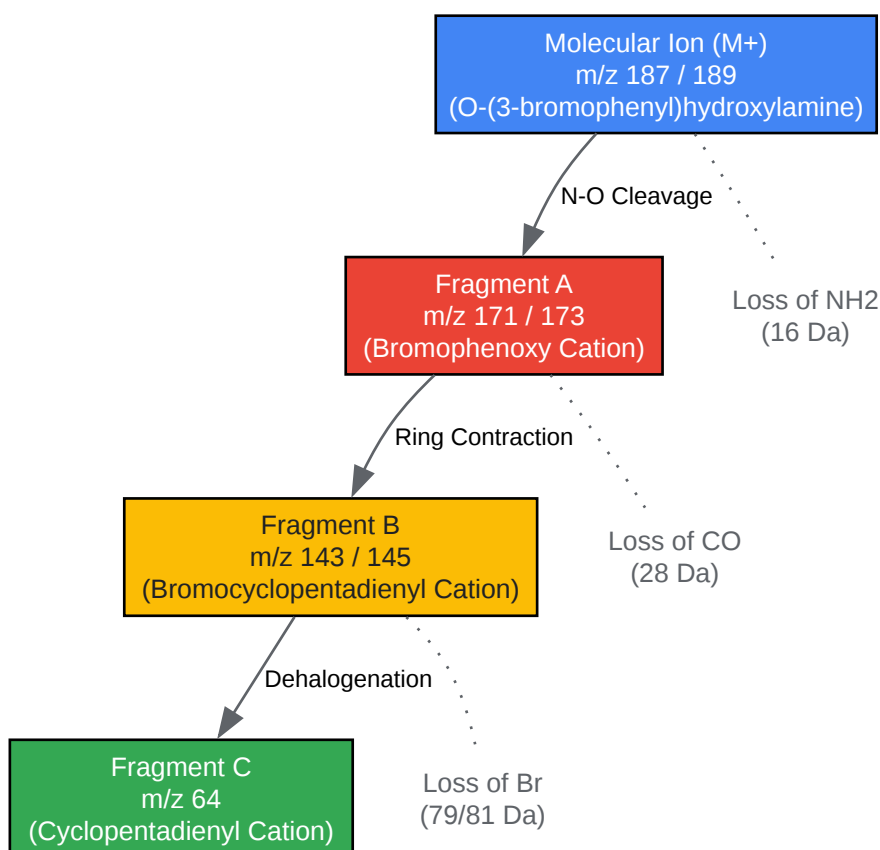 Molecular Ion (M+)
m/z 187 / 189
(O-(3-bromophenyl)hydroxylamine)
N-O Cleavage
Fragment A
m/z 171 / 173
(Bromophenoxy Cation)
Loss of NH2
(16 Da)
Ring Contraction
Fragment B
m/z 143 / 145
(Bromocyclopentadienyl Cation)
Loss of CO
(28 Da)
Dehalogenation
Fragment C
m/z 64
(Cyclopentadienyl Cation)
Loss of Br
(79/81 Da)